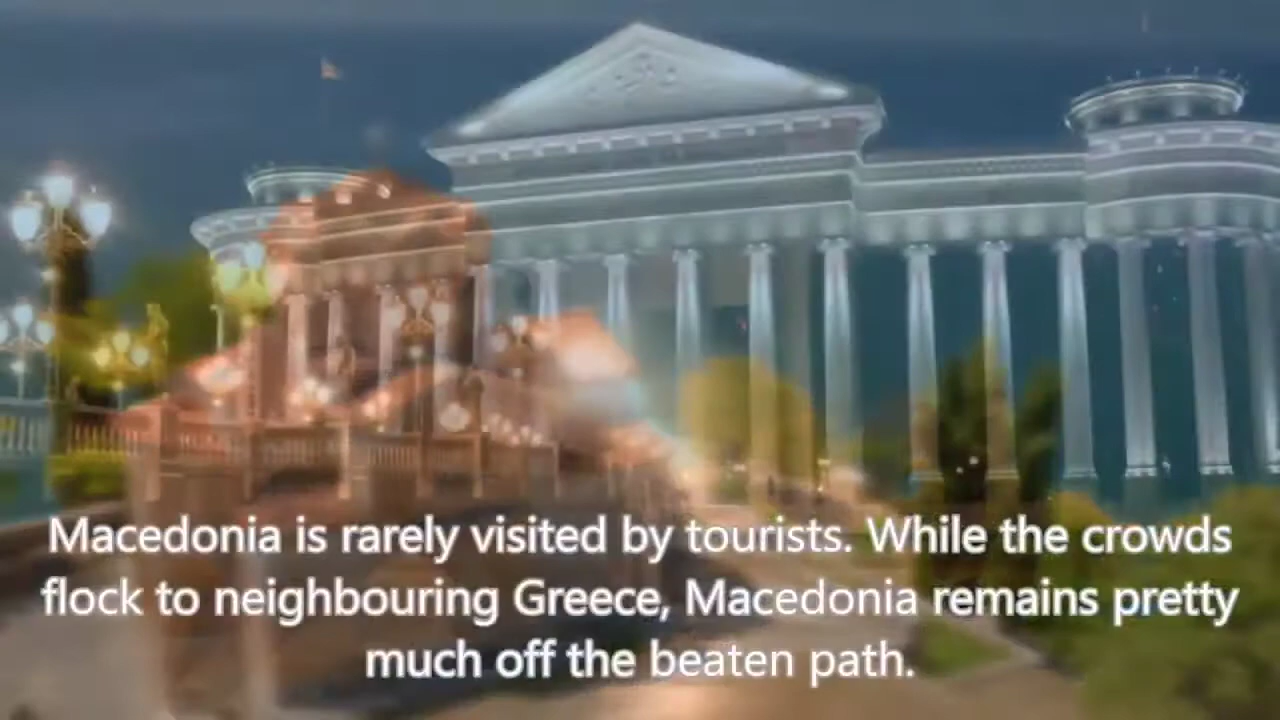 Macedonia is rarely visited by tourists. While the crowds
flock to neighbouring Greece, Macedonia remains pretty
much off the beaten path.